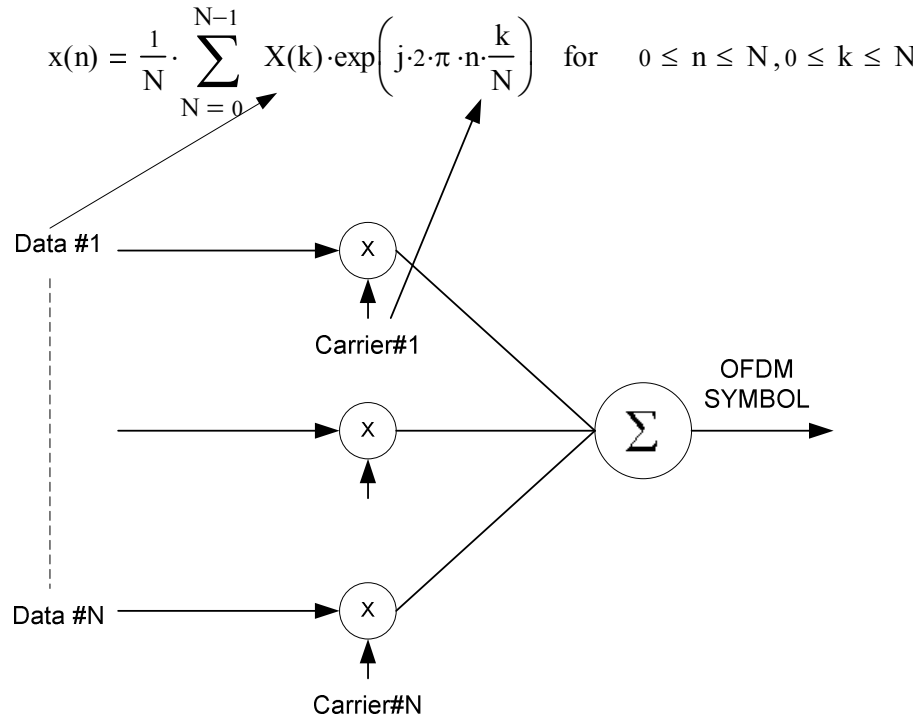 N−1
x(n) = 1/N · ∑ X(k)·exp(j·2·π·n·k/N) for 0 ≤ n ≤ N, 0 ≤ k ≤ N
N = 0
Data #1
X
Carrier#1
OFDM
SYMBOL
X
∑
Data #N
X
Carrier#N